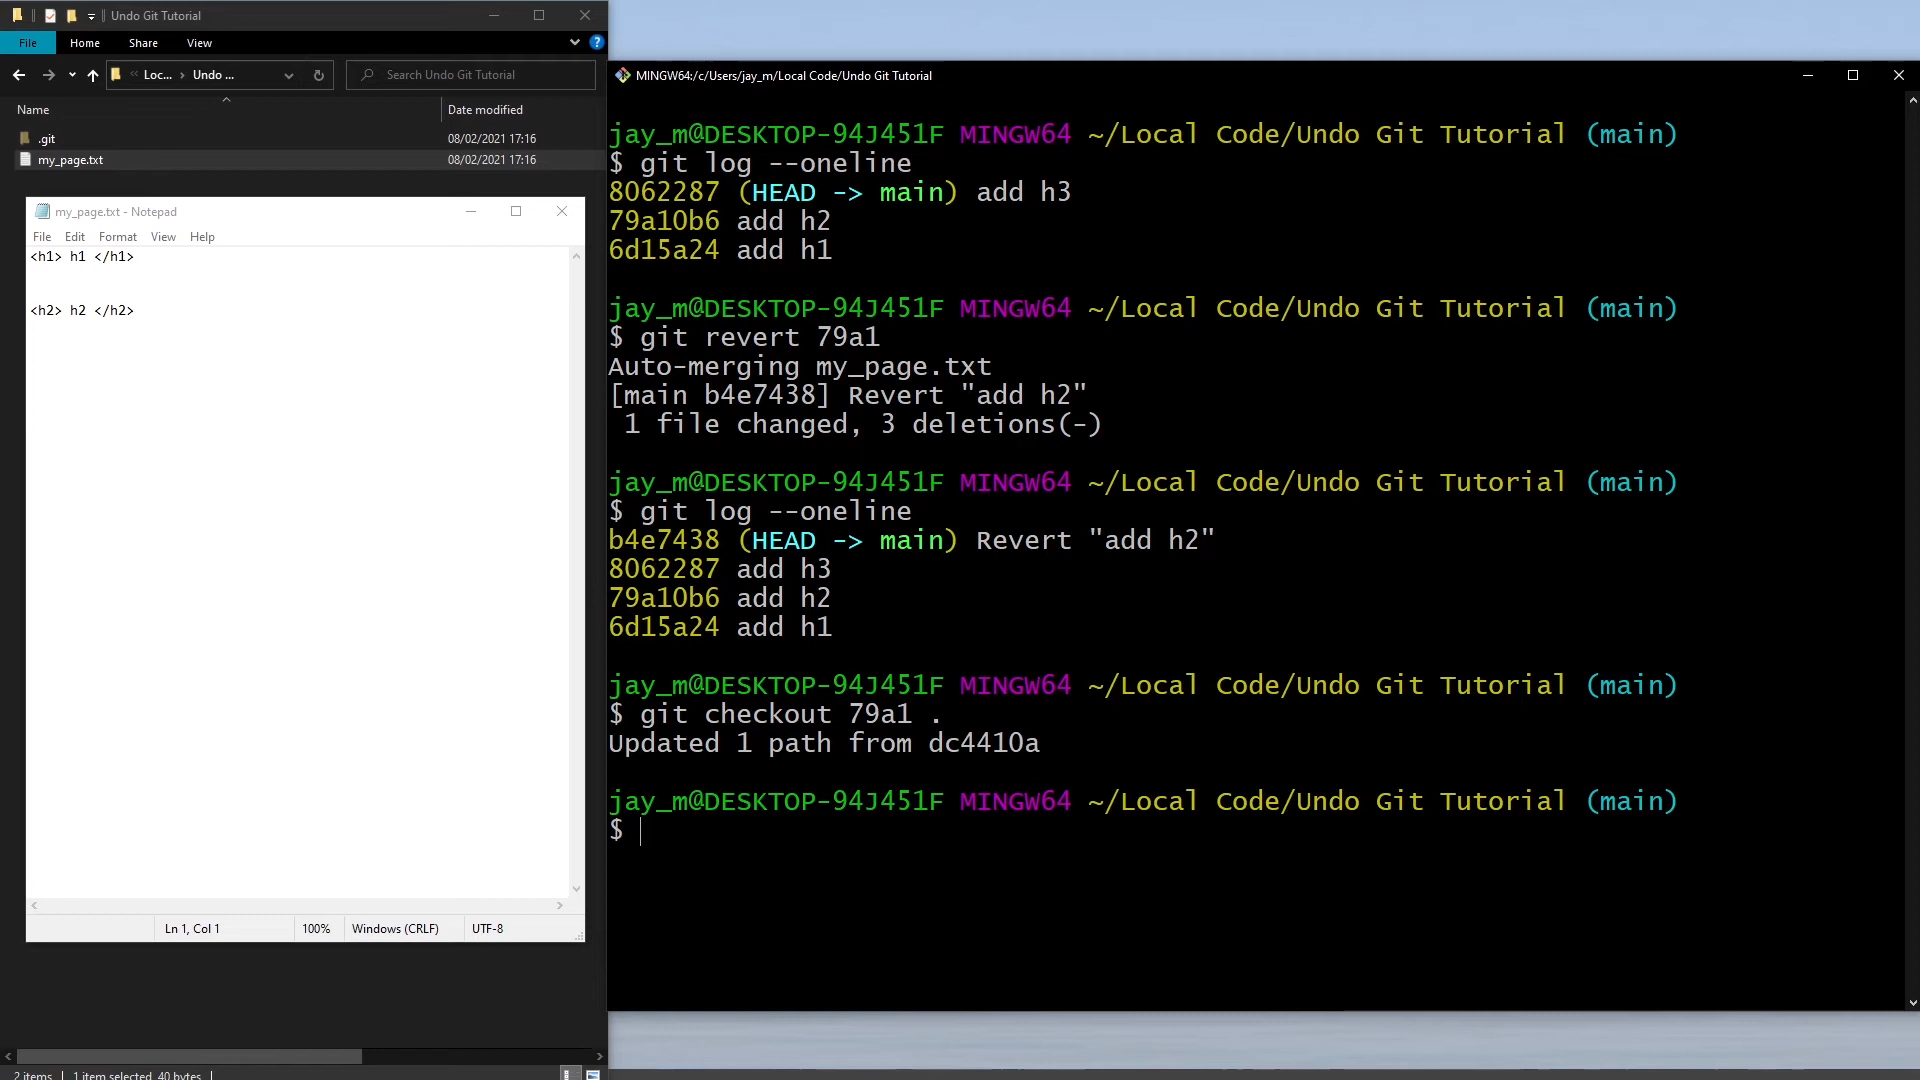 Undo Git Tutorial
File Home Share View
Loc... Undo ... Search Undo Git Tutorial
Name Date modified
.git 08/02/2021 17:16
my_page.txt 08/02/2021 17:16
my_page.txt - Notepad
File Edit Format View Help
<h1> h1 </h1>
<h2> h2 </h2>
Ln 1, Col 1 100% Windows (CRLF) UTF-8
2 items 1 item selected 40 bytes
MINGW64:/c/Users/jay_m/Local Code/Undo Git Tutorial
jay_m@DESKTOP-94J451F MINGW64 ~/Local Code/Undo Git Tutorial (main)
$ git log --oneline
8062287 (HEAD -> main) add h3
79a10b6 add h2
6d15a24 add h1
jay_m@DESKTOP-94J451F MINGW64 ~/Local Code/Undo Git Tutorial (main)
$ git revert 79a1
Auto-merging my_page.txt
[main b4e7438] Revert "add h2"
1 file changed, 3 deletions(-)
jay_m@DESKTOP-94J451F MINGW64 ~/Local Code/Undo Git Tutorial (main)
$ git log --oneline
b4e7438 (HEAD -> main) Revert "add h2"
8062287 add h3
79a10b6 add h2
6d15a24 add h1
jay_m@DESKTOP-94J451F MINGW64 ~/Local Code/Undo Git Tutorial (main)
$ git checkout 79a1 .
Updated 1 path from dc4410a
jay_m@DESKTOP-94J451F MINGW64 ~/Local Code/Undo Git Tutorial (main)
$